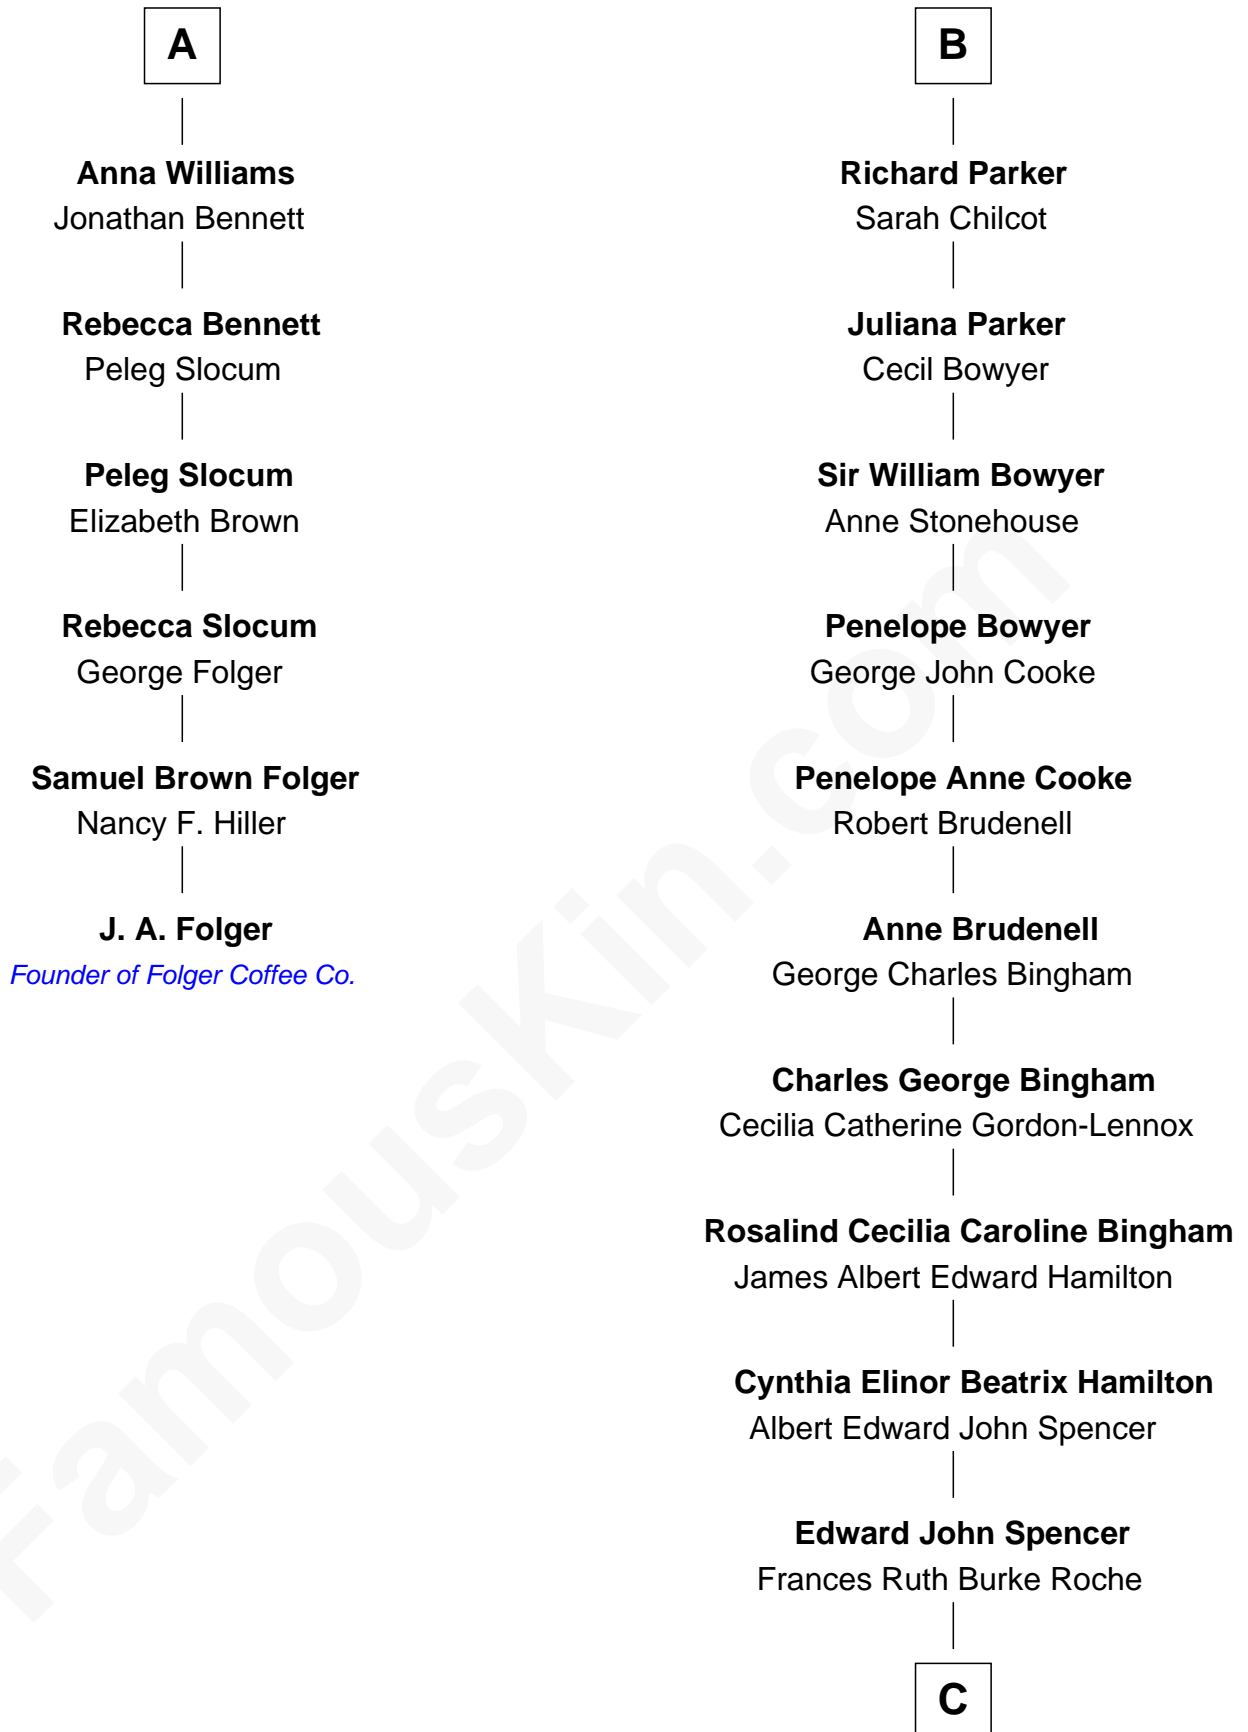 A
Anna Williams
Jonathan Bennett
Rebecca Bennett
Peleg Slocum
Peleg Slocum
Elizabeth Brown
Rebecca Slocum
George Folger
Samuel Brown Folger
Nancy F. Hiller
J. A. Folger
Founder of Folger Coffee Co.
B
Richard Parker
Sarah Chilcot
Juliana Parker
Cecil Bowyer
Sir William Bowyer
Anne Stonehouse
Penelope Bowyer
George John Cooke
Penelope Anne Cooke
Robert Brudenell
Anne Brudenell
George Charles Bingham
Charles George Bingham
Cecilia Catherine Gordon-Lennox
Rosalind Cecilia Caroline Bingham
James Albert Edward Hamilton
Cynthia Elinor Beatrix Hamilton
Albert Edward John Spencer
Edward John Spencer
Frances Ruth Burke Roche
C
FamousKin.com